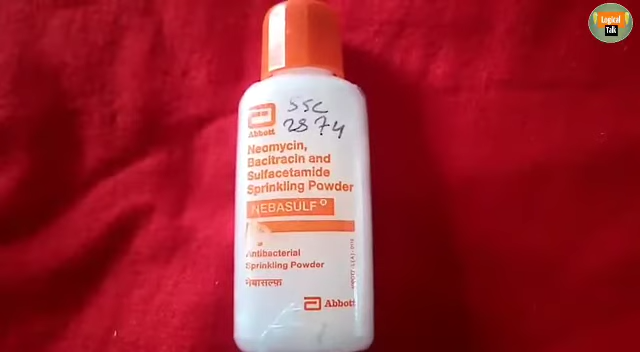 Logical
Talk
SSC
2874
Abbott
Neomycin,
Bacitracin and
Sulfacetamide
Sprinkling Powder
NEBASULF®
Antibacterial
Sprinkling Powder
नेबासल्फ़
Abbott